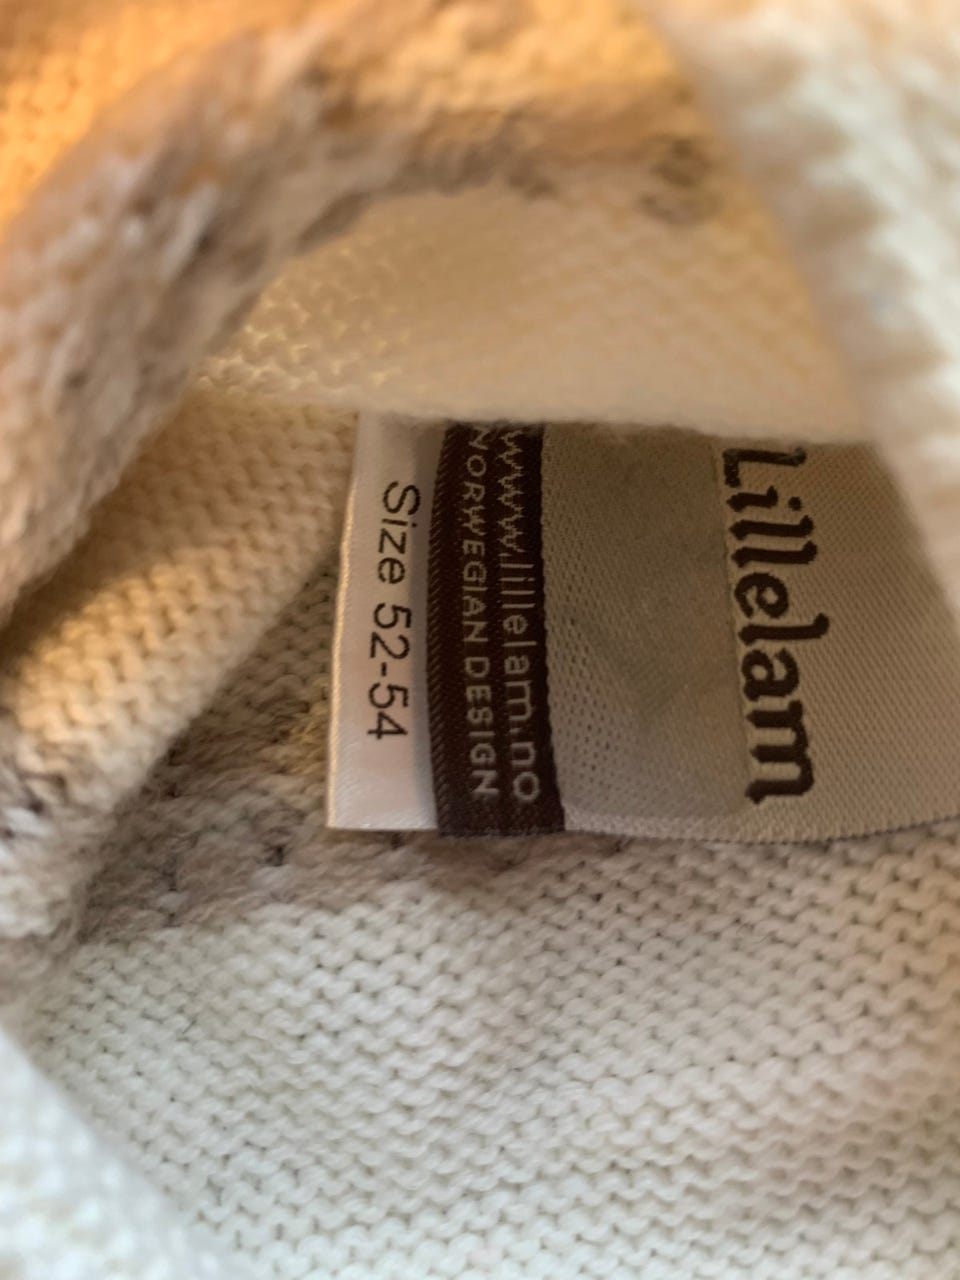 Lillelam
www.lillelam.no
NORWEGIAN DESIGN
Size 52-54